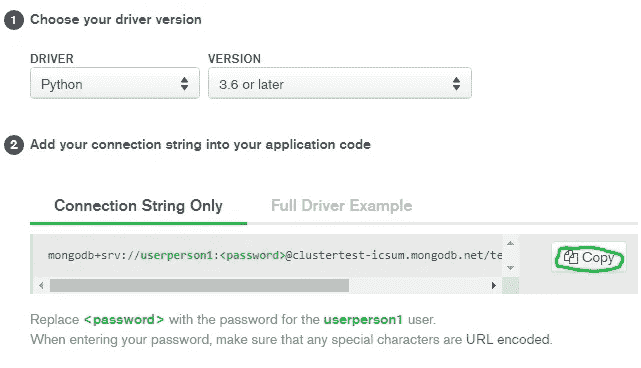 1 Choose your driver version
DRIVER VERSION
Python 3.6 or later
2 Add your connection string into your application code
Connection String Only Full Driver Example
mongodb+srv://userperson1:<password>@clustertest-icsum.mongodb.net/te
Copy
Replace <password> with the password for the userperson1 user.
When entering your password, make sure that any special characters are URL encoded.